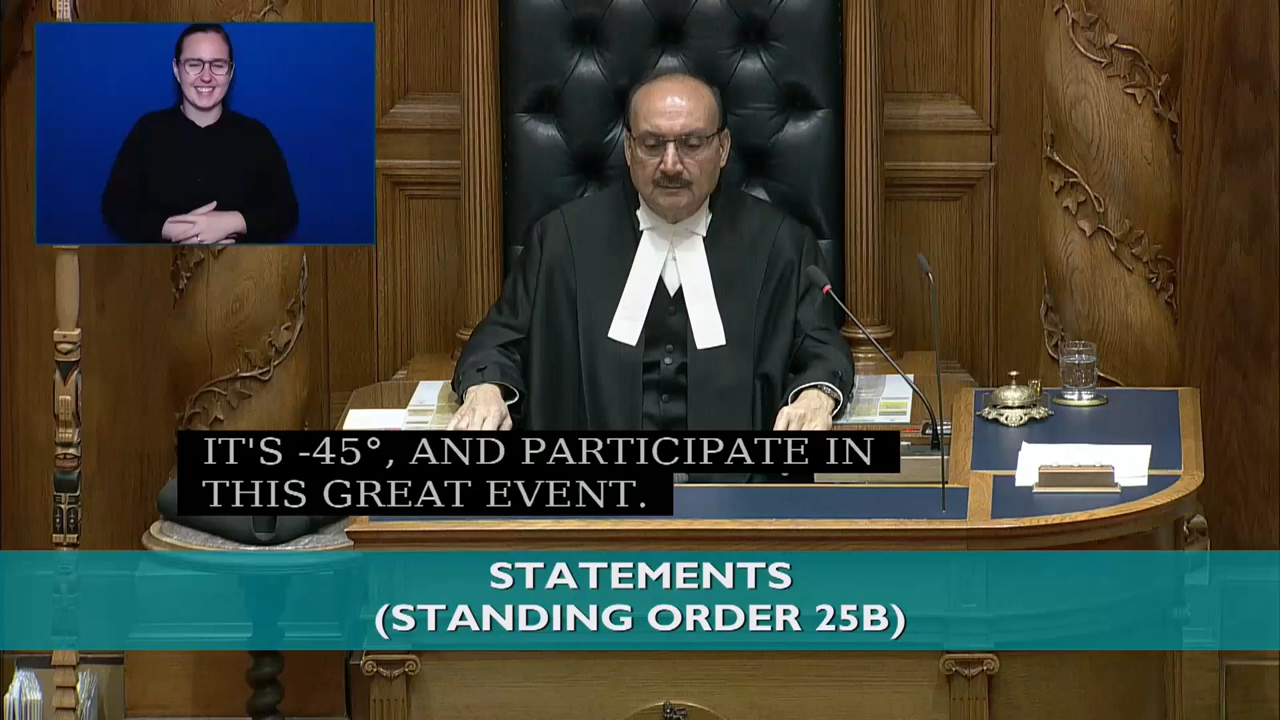 IT'S -45°, AND PARTICIPATE IN
THIS GREAT EVENT.
STATEMENTS
(STANDING ORDER 25B)